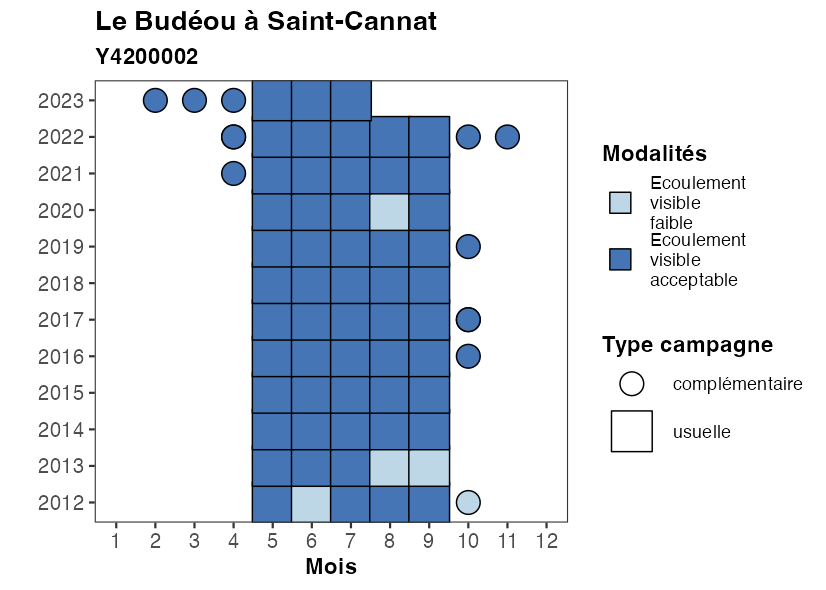 Le Budéou à Saint-Cannat
Y4200002
2023
2022
2021
2020
2019
2018
2017
2016
2015
2014
2013
2012
1 2 3 4 5 6 7 8 9 10 11 12
Mois
Modalités
Ecoulement
visible
faible
Ecoulement
visible
acceptable
Type campagne
complémentaire
usuelle